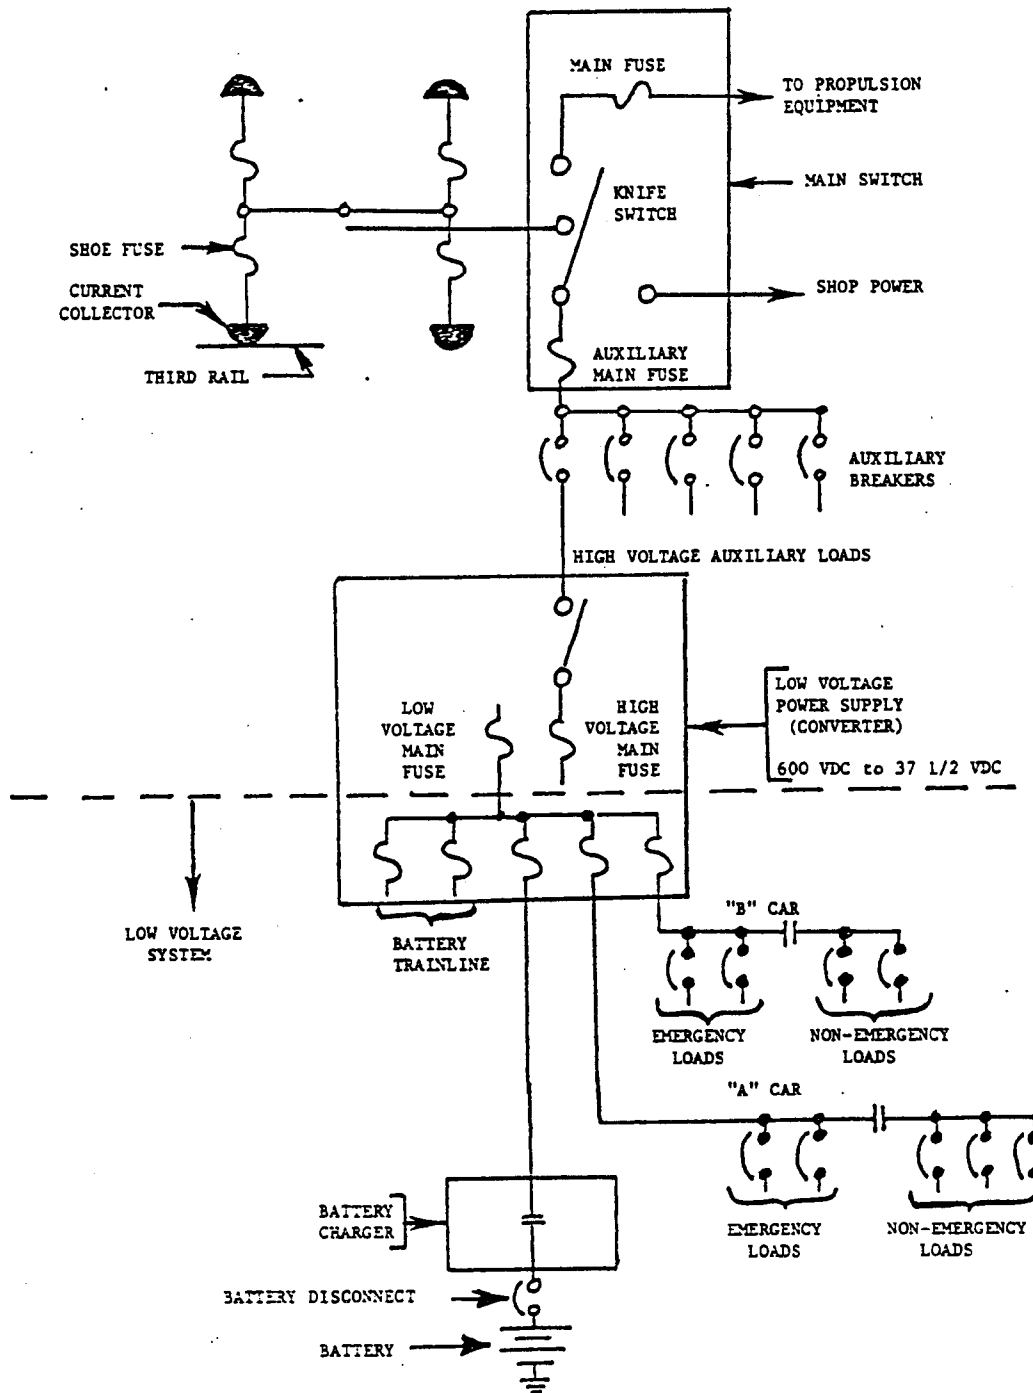 MAIN FUSE
TO PROPULSION
EQUIPMENT
KNIFE
SWITCH
MAIN SWITCH
SHOE FUSE
CURRENT
COLLECTOR
THIRD RAIL
SHOP POWER
AUXILIARY
MAIN FUSE
AUXILIARY
BREAKERS
HIGH VOLTAGE AUXILIARY LOADS
LOW
VOLTAGE
MAIN
FUSE
HIGH
VOLTAGE
MAIN
FUSE
LOW VOLTAGE
POWER SUPPLY
(CONVERTER)
600 VDC to 37 1/2 VDC
LOW VOLTAGE
SYSTEM
BATTERY
TRAINLINE
"B" CAR
EMERGENCY
LOADS
NON-EMERGENCY
LOADS
"A" CAR
EMERGENCY
LOADS
NON-EMERGENCY
LOADS
BATTERY
CHARGER
BATTERY DISCONNECT
BATTERY